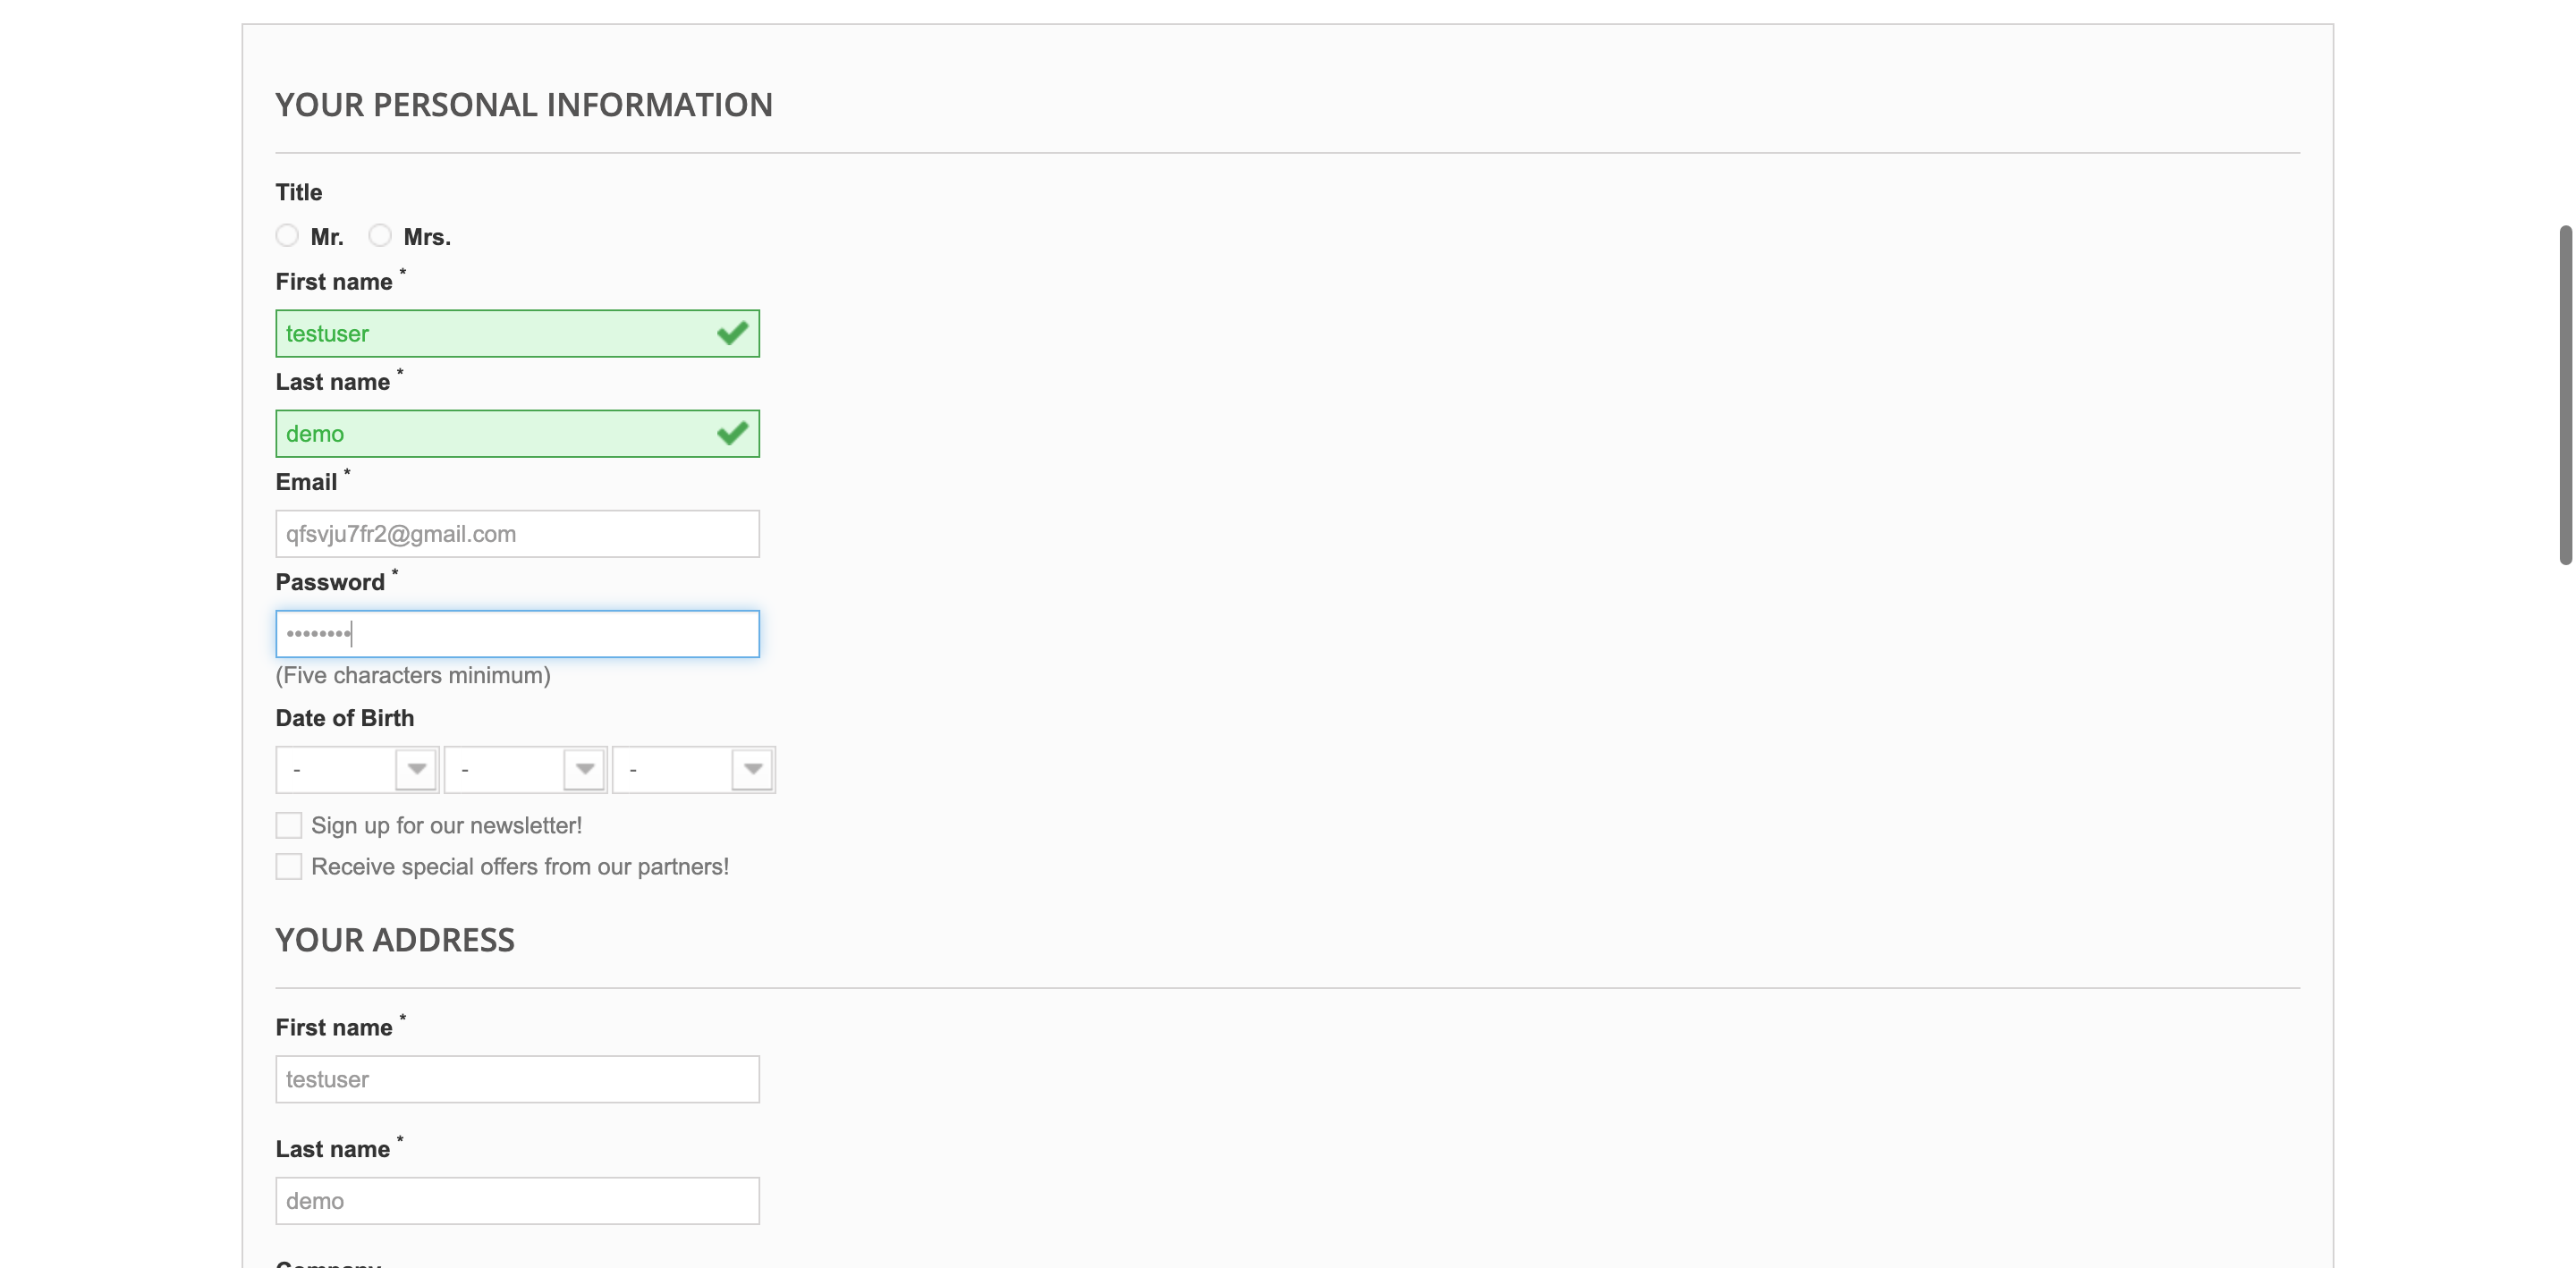 YOUR PERSONAL INFORMATION
Title
Mr. Mrs.
First name *
testuser
Last name *
demo
Email *
qfsvju7fr2@gmail.com
Password *
••••••••
(Five characters minimum)
Date of Birth
- - -
Sign up for our newsletter!
Receive special offers from our partners!
YOUR ADDRESS
First name *
testuser
Last name *
demo
Company